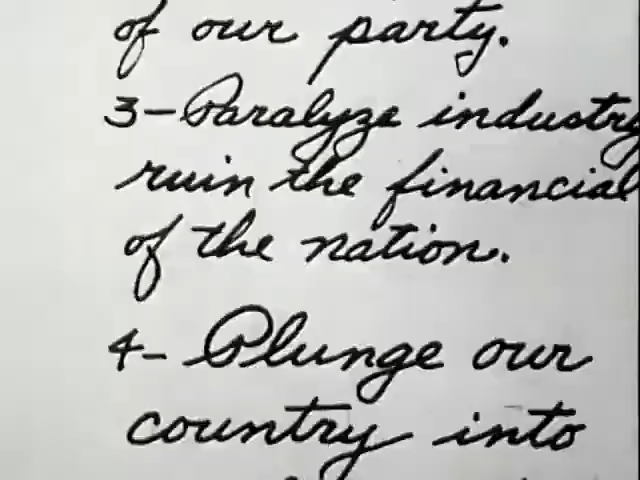 of our party.
3-Paralyze industry
ruin the financial
of the nation.
4- Plunge our
country into